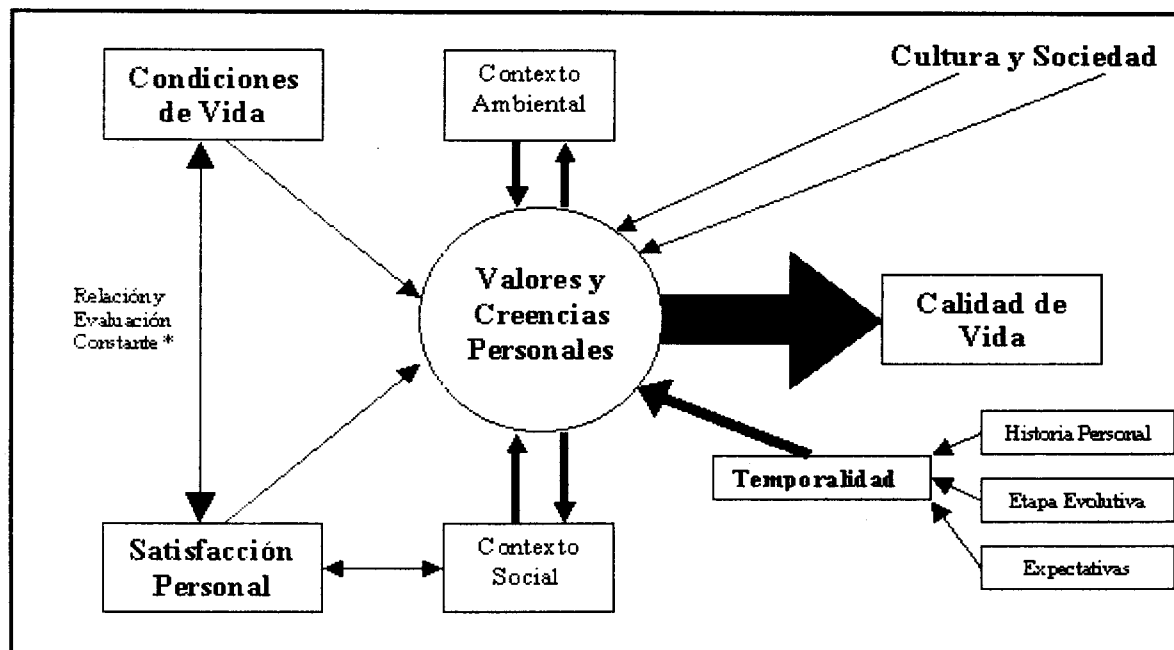 Condiciones
de Vida
Contexto
Ambiental
Cultura y Sociedad
Relación y
Evaluación
Constante *
Valores y
Creencias
Personales
Calidad de
Vida
Historia Personal
Temporalidad
Etapa Evolutiva
Expectativas
Satisfacción
Personal
Contexto
Social